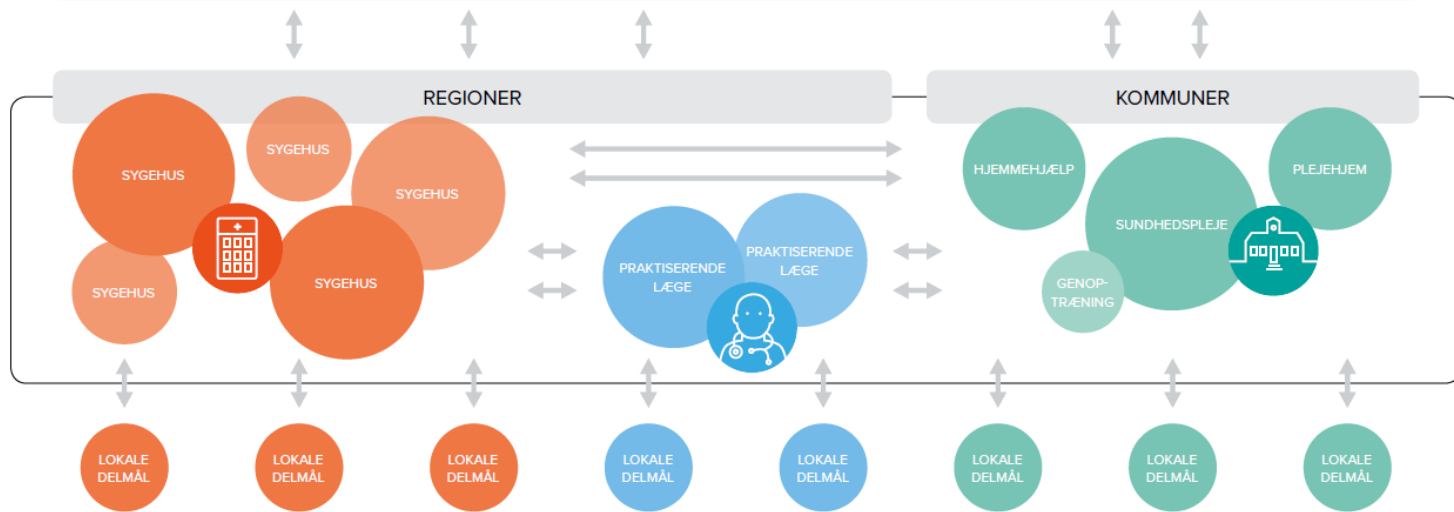 REGIONER
KOMMUNER
SYGEHUS
SYGEHUS
SYGEHUS
SYGEHUS
SYGEHUS
PRAKTISERENDE
LÆGE
PRAKTISERENDE
LÆGE
HJEMMEHJÆLP
SUNDHEDSPLEJE
PLEJEHJEM
GENOP-
TRÆNING
LOKALE
DELMÅL
LOKALE
DELMÅL
LOKALE
DELMÅL
LOKALE
DELMÅL
LOKALE
DELMÅL
LOKALE
DELMÅL
LOKALE
DELMÅL
LOKALE
DELMÅL